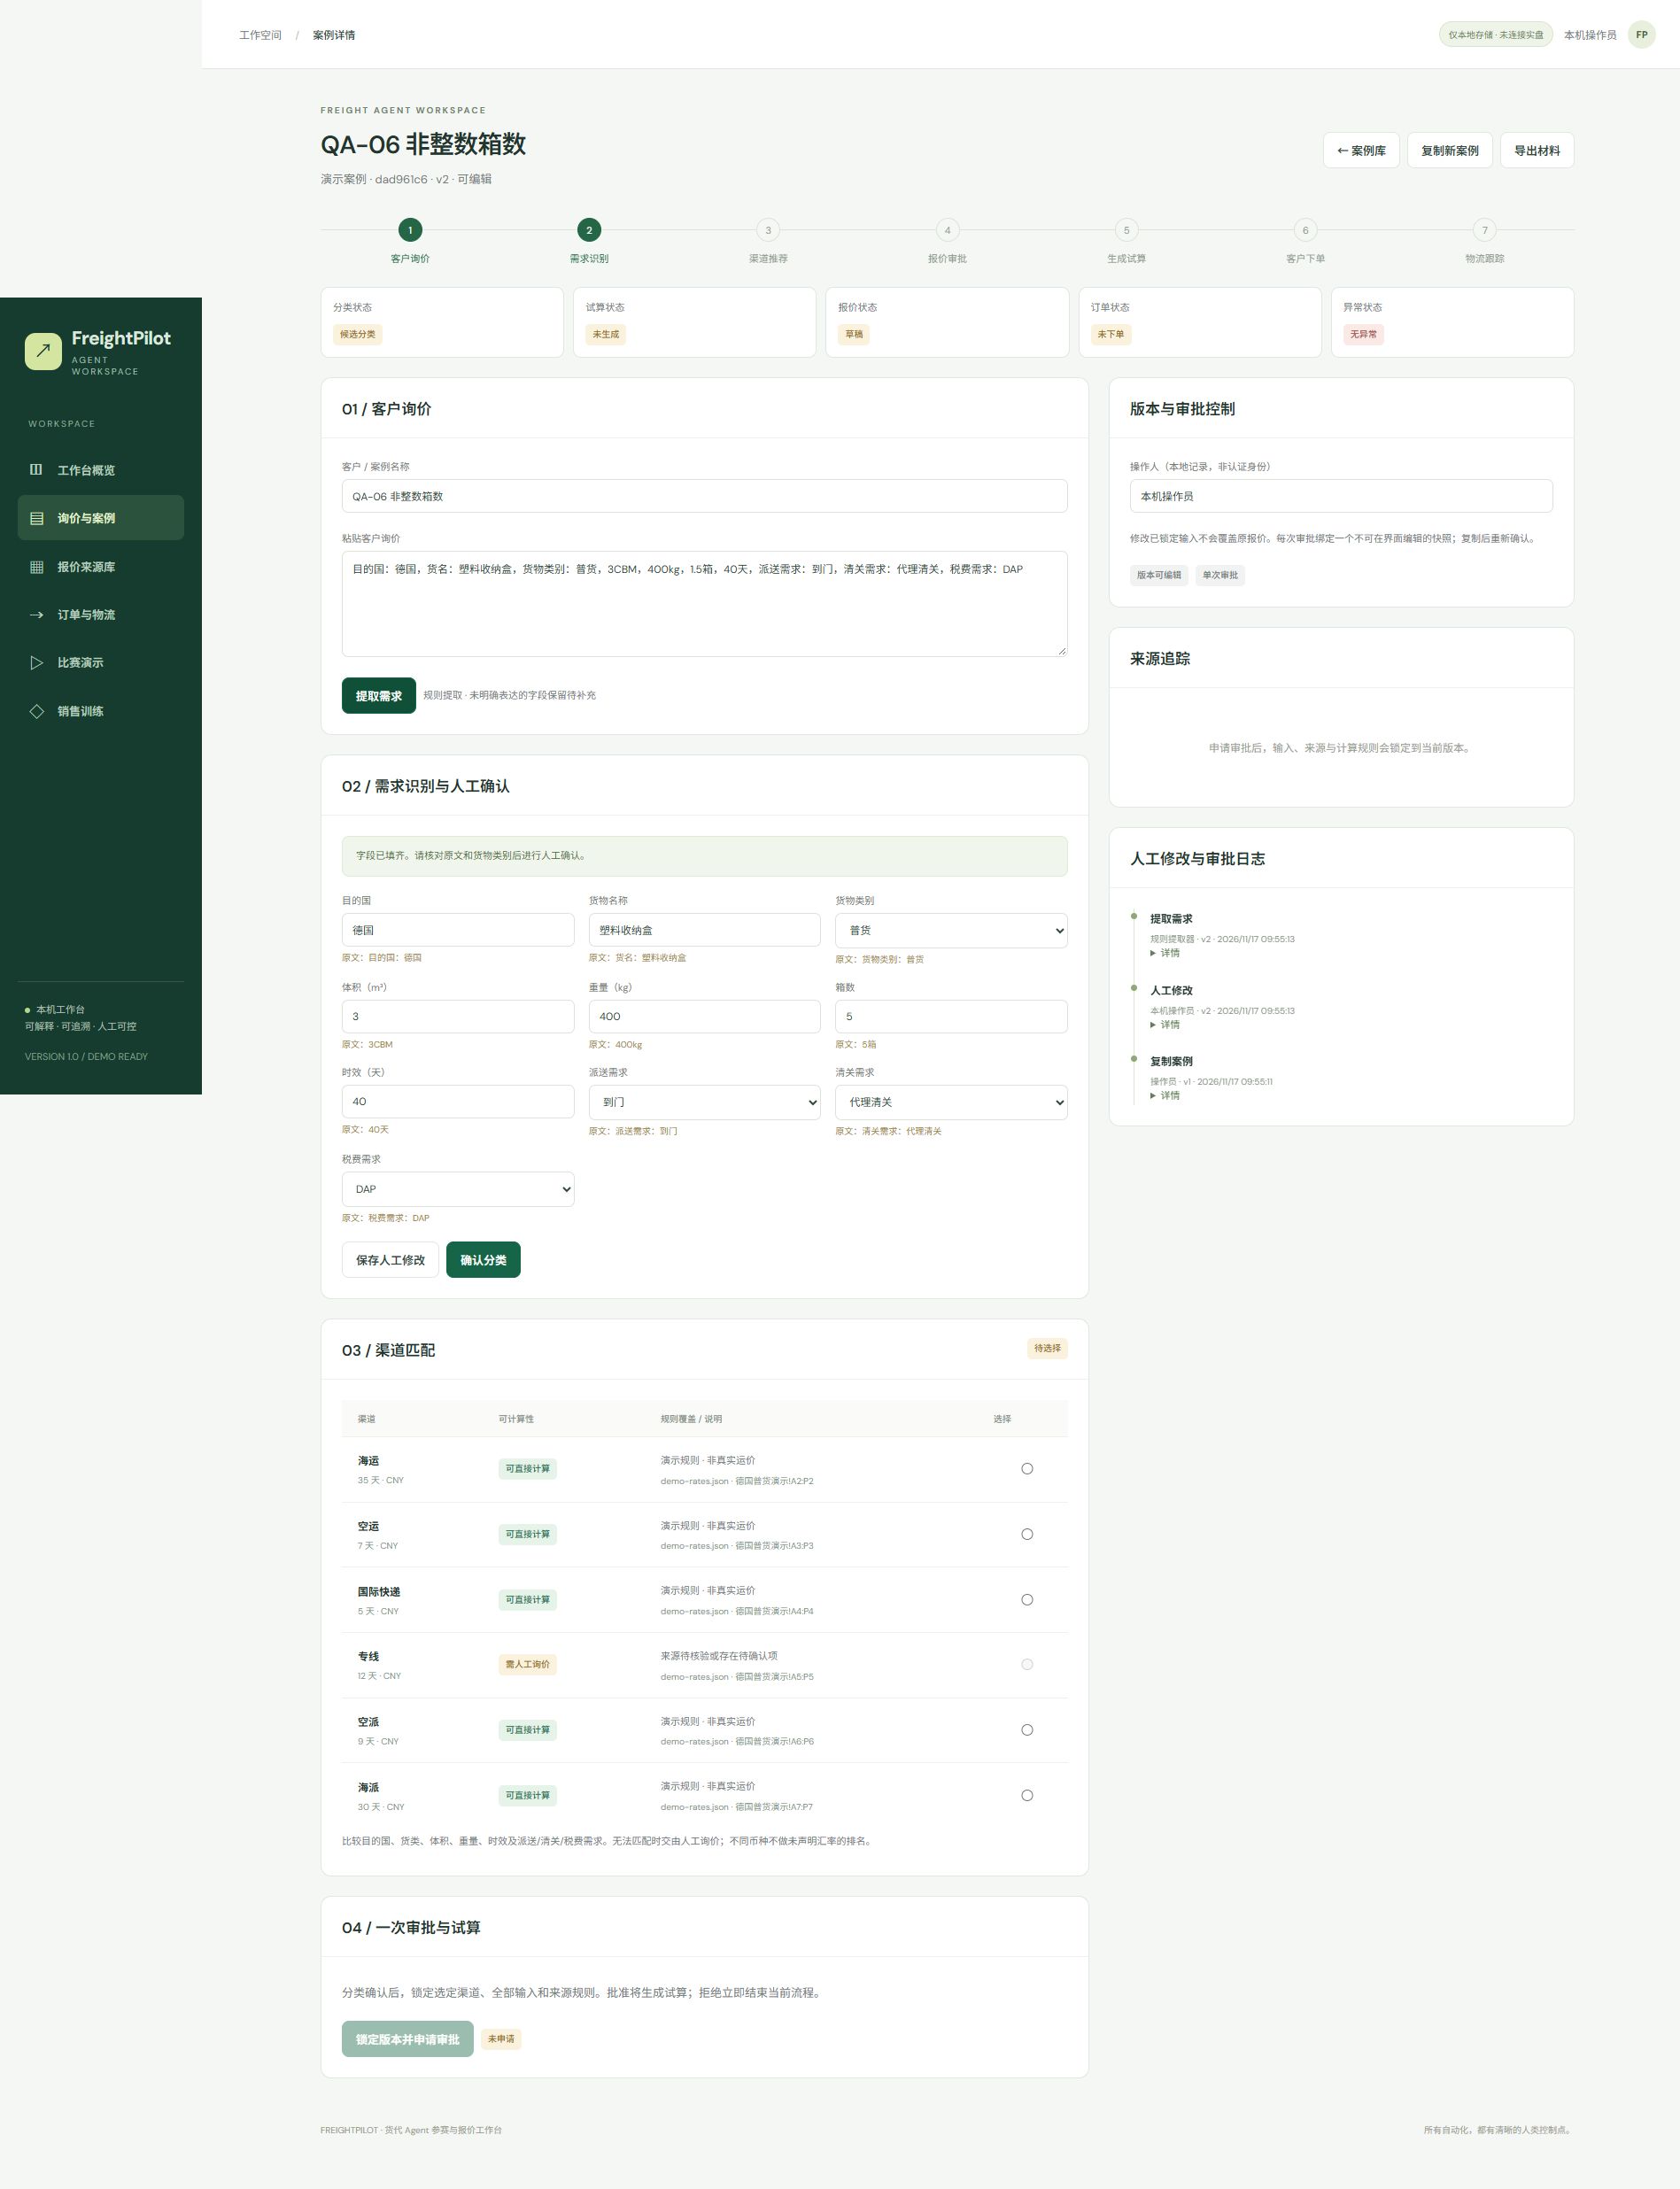 工作空间 / 案例详情
仅本地存储 · 未连接实盘
本机操作员
FP
FreightPilot
AGENT
WORKSPACE
WORKSPACE
工作台概览
询价与案例
报价来源库
订单与物流
比赛演示
销售训练
本机工作台
可解释 · 可追溯 · 人工可控
VERSION 1.0 / DEMO READY
FREIGHT AGENT WORKSPACE
QA-06 非整数箱数
演示案例 · dad961c6 · v2 · 可编辑
← 案例库
复制新案例
导出材料
1 2 3 4 5 6 7
客户询价 需求识别 渠道推荐 报价审批 生成试算 客户下单 物流跟踪
分类状态 试算状态 报价状态 订单状态 异常状态
候选分类 未生成 草稿 未下单 无异常
01 / 客户询价
客户 / 案例名称
QA-06 非整数箱数
粘贴客户询价
目的国：德国，货名：塑料收纳盒，货物类别：普货，3CBM，400kg，1.5箱，40天，派送需求：到门，清关需求：代理清关，税费需求：DAP
提取需求
规则提取 · 未明确表达的字段保留待补充
02 / 需求识别与人工确认
字段已填齐。请核对原文和货物类别后进行人工确认。
目的国 货物名称 货物类别
德国 塑料收纳盒 普货
原文：目的国：德国 原文：货名：塑料收纳盒 原文：货物类别：普货
体积（m³） 重量（kg） 箱数
3 400 5
原文：3CBM 原文：400kg 原文：5箱
时效（天） 派送需求 清关需求
40 到门 代理清关
原文：40天 原文：派送需求：到门 原文：清关需求：代理清关
税费需求
DAP
原文：税费需求：DAP
保存人工修改
确认分类
03 / 渠道匹配
待选择
渠道 可计算性 规则覆盖 / 说明 选择
海运 可直接计算 演示规则 · 非真实运价
35 天 · CNY demo-rates.json · 德国普货演示!A2:P2
空运 可直接计算 演示规则 · 非真实运价
7 天 · CNY demo-rates.json · 德国普货演示!A3:P3
国际快递 可直接计算 演示规则 · 非真实运价
5 天 · CNY demo-rates.json · 德国普货演示!A4:P4
专线 需人工询价 来源待核验或存在待确认项
12 天 · CNY demo-rates.json · 德国普货演示!A5:P5
空派 可直接计算 演示规则 · 非真实运价
9 天 · CNY demo-rates.json · 德国普货演示!A6:P6
海派 可直接计算 演示规则 · 非真实运价
30 天 · CNY demo-rates.json · 德国普货演示!A7:P7
比较目的国、货类、体积、重量、时效及派送/清关/税费需求。无法匹配时交由人工询价；不同币种不做未声明汇率的排名。
04 / 一次审批与试算
分类确认后，锁定选定渠道、全部输入和来源规则。批准将生成试算；拒绝立即结束当前流程。
锁定版本并申请审批
未申请
版本与审批控制
操作人（本地记录，非认证身份）
本机操作员
修改已锁定输入不会覆盖原报价。每次审批绑定一个不可在界面编辑的快照；复制后重新确认。
版本可编辑
单次审批
来源追踪
申请审批后，输入、来源与计算规则会锁定到当前版本。
人工修改与审批日志
提取需求
规则提取器 · v2 · 2026/11/17 09:55:13
▶ 详情
人工修改
本机操作员 · v2 · 2026/11/17 09:55:13
▶ 详情
复制案例
操作员 · v1 · 2026/11/17 09:55:11
▶ 详情
FREIGHTPILOT · 货代 Agent 参赛与报价工作台
所有自动化，都有清晰的人类控制点。